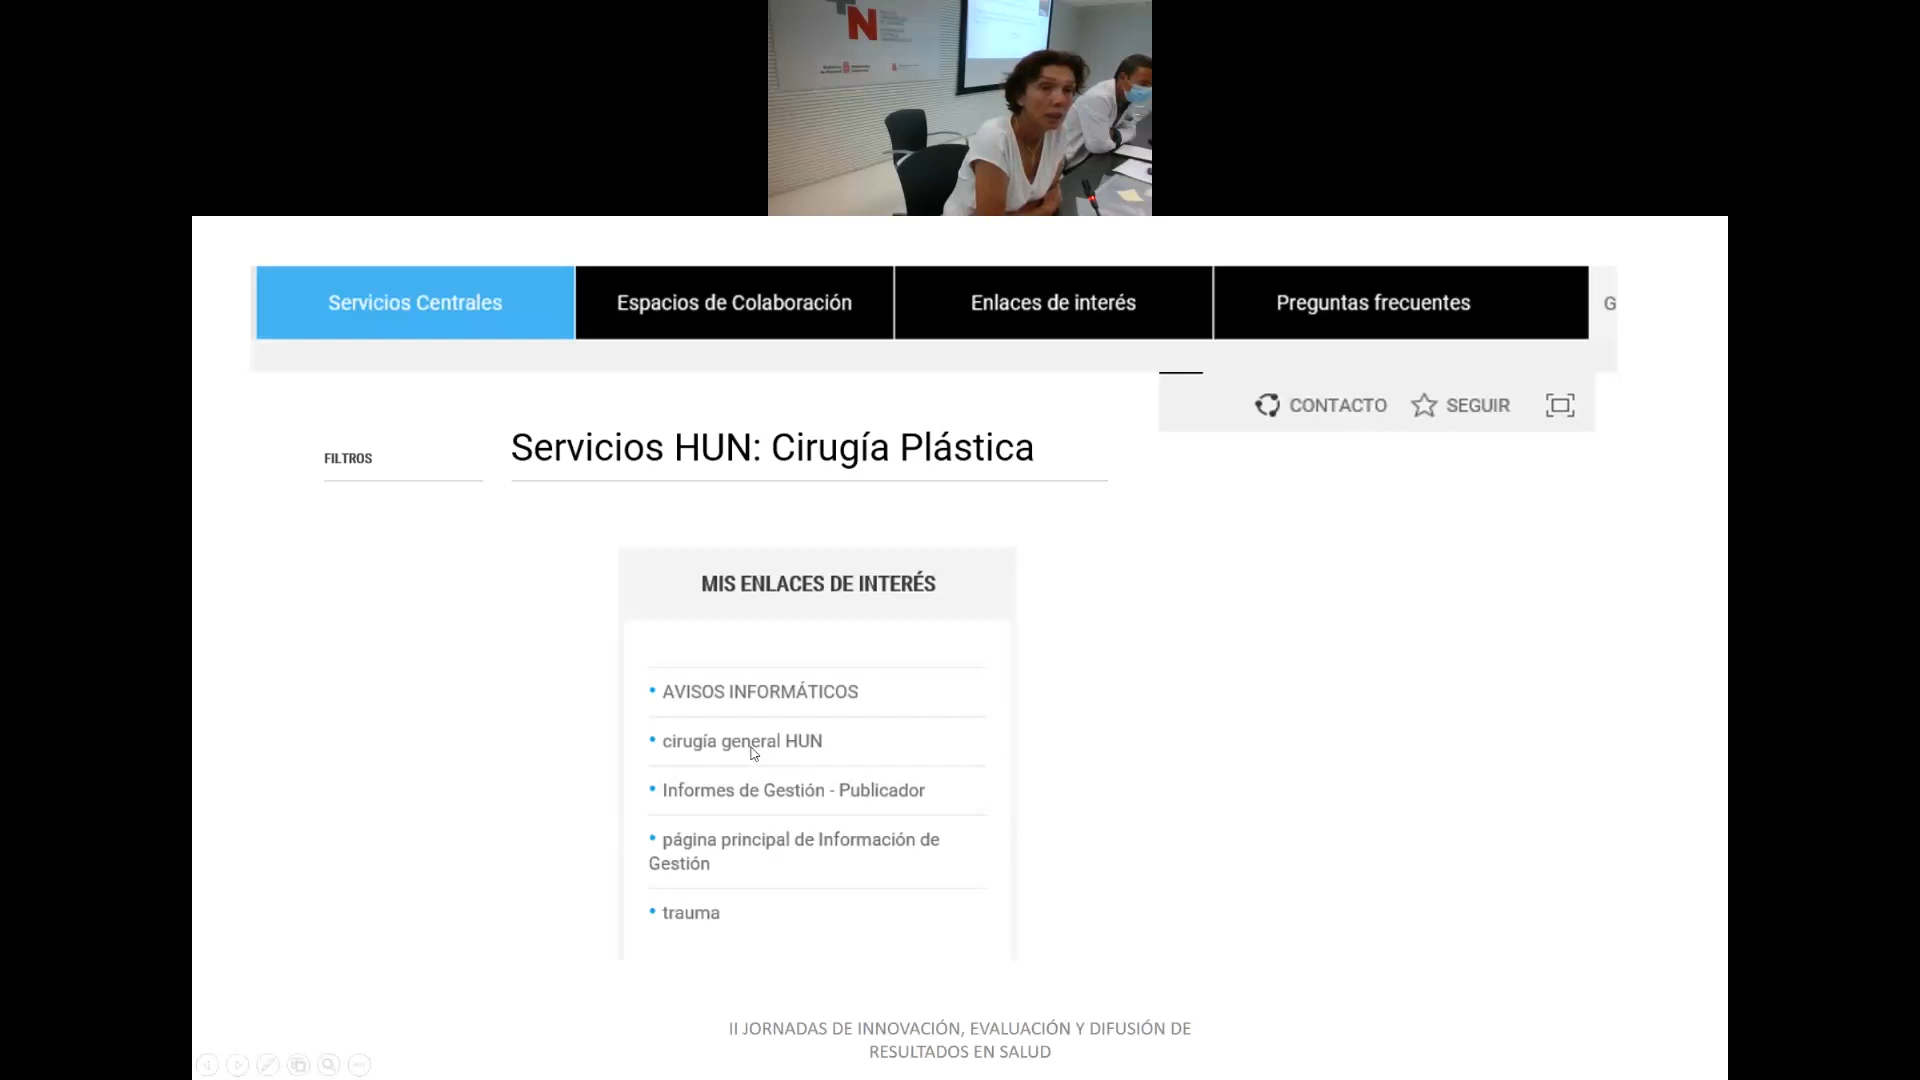 N
Servicios Centrales
Espacios de Colaboración
Enlaces de interés
Preguntas frecuentes
G
CONTACTO
SEGUIR
FILTROS
Servicios HUN: Cirugía Plástica
MIS ENLACES DE INTERÉS
• AVISOS INFORMÁTICOS
• cirugía general HUN
• Informes de Gestión - Publicador
• página principal de Información de
Gestión
• trauma
II JORNADAS DE INNOVACIÓN, EVALUACIÓN Y DIFUSIÓN DE
RESULTADOS EN SALUD